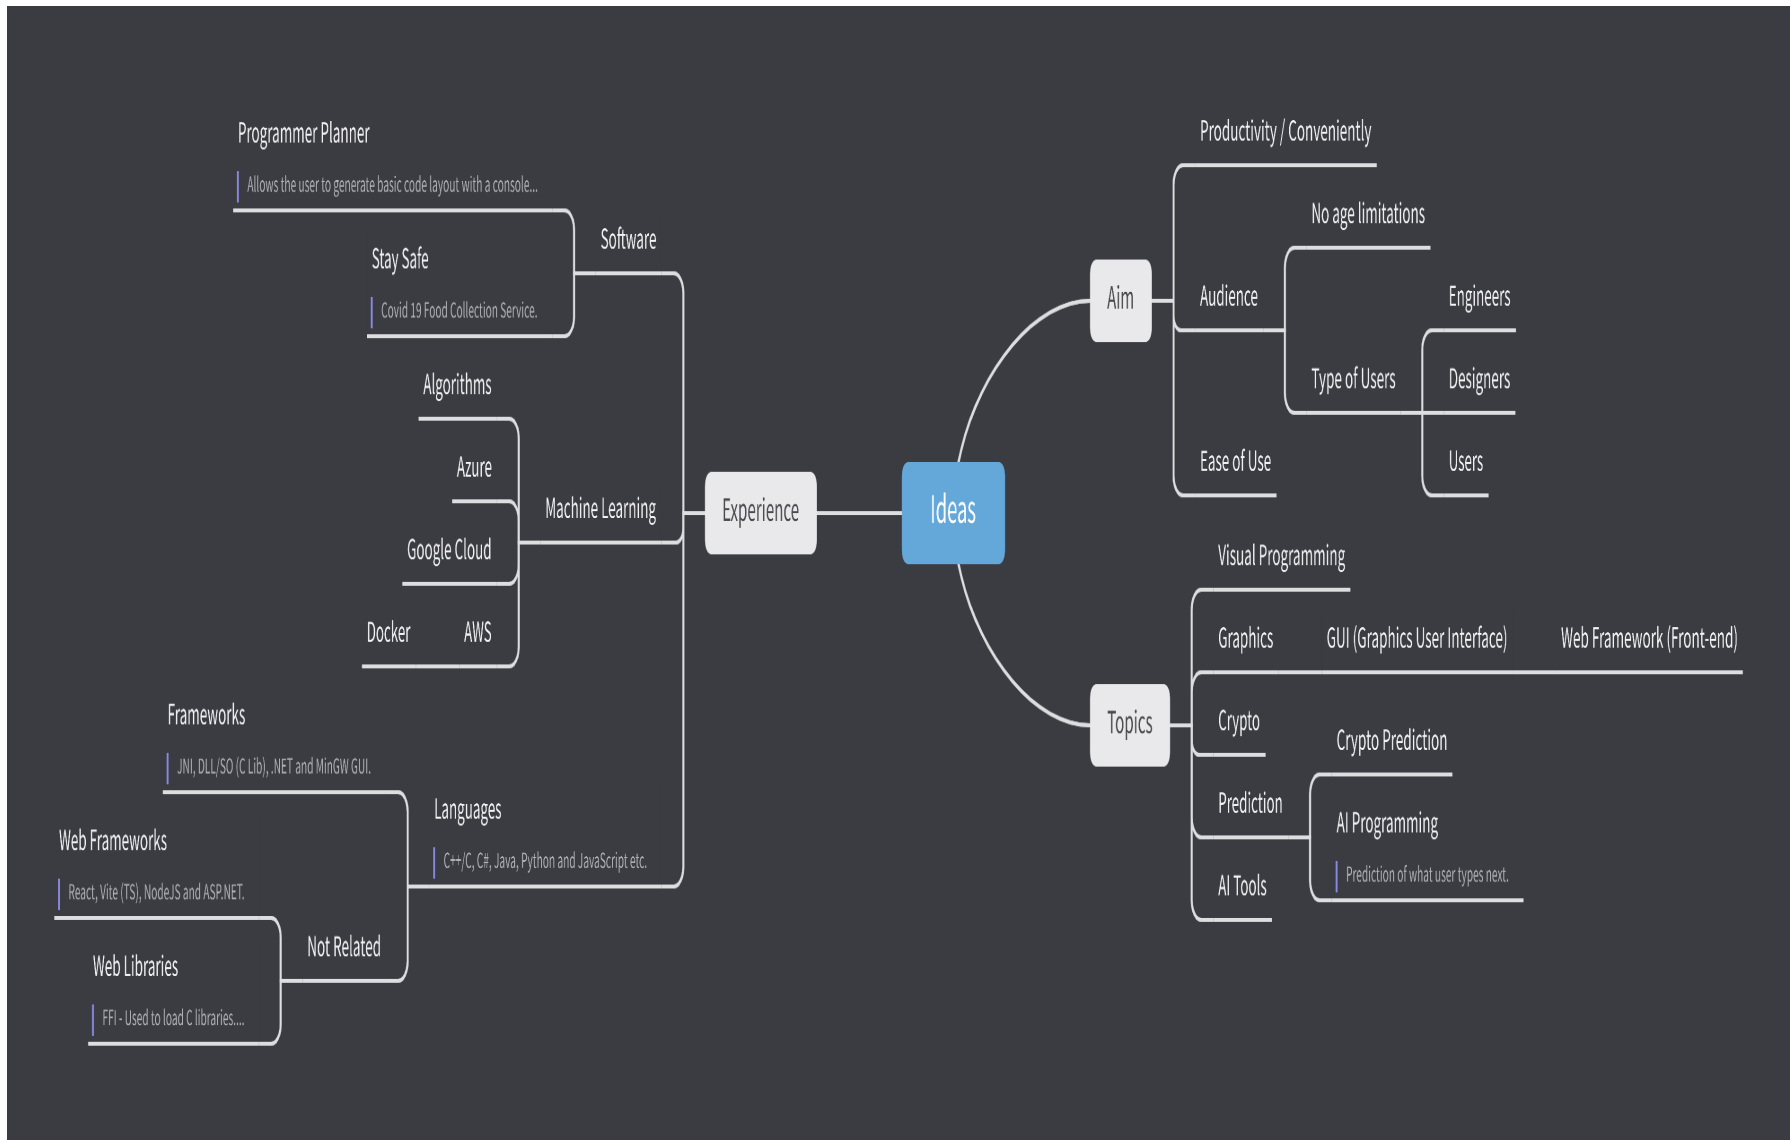 Programmer Planner
Allows the user to generate basic code layout with a console...
Software
Stay Safe
Covid 19 Food Collection Service.
Algorithms
Azure
Machine Learning
Google Cloud
Docker
AWS
Frameworks
JNI, DLL/SO (C Lib), .NET and MinGW GUI.
Languages
C++/C, C#, Java, Python and JavaScript etc.
Web Frameworks
React, Vite (TS), NodeJS and ASP.NET.
Not Related
Web Libraries
FFI - Used to load C libraries....
Experience
Ideas
Aim
Productivity / Conveniently
Audience
No age limitations
Type of Users
Engineers
Designers
Users
Ease of Use
Topics
Visual Programming
Graphics
GUI (Graphics User Interface)
Web Framework (Front-end)
Crypto
Prediction
Crypto Prediction
AI Programming
Prediction of what user types next.
AI Tools